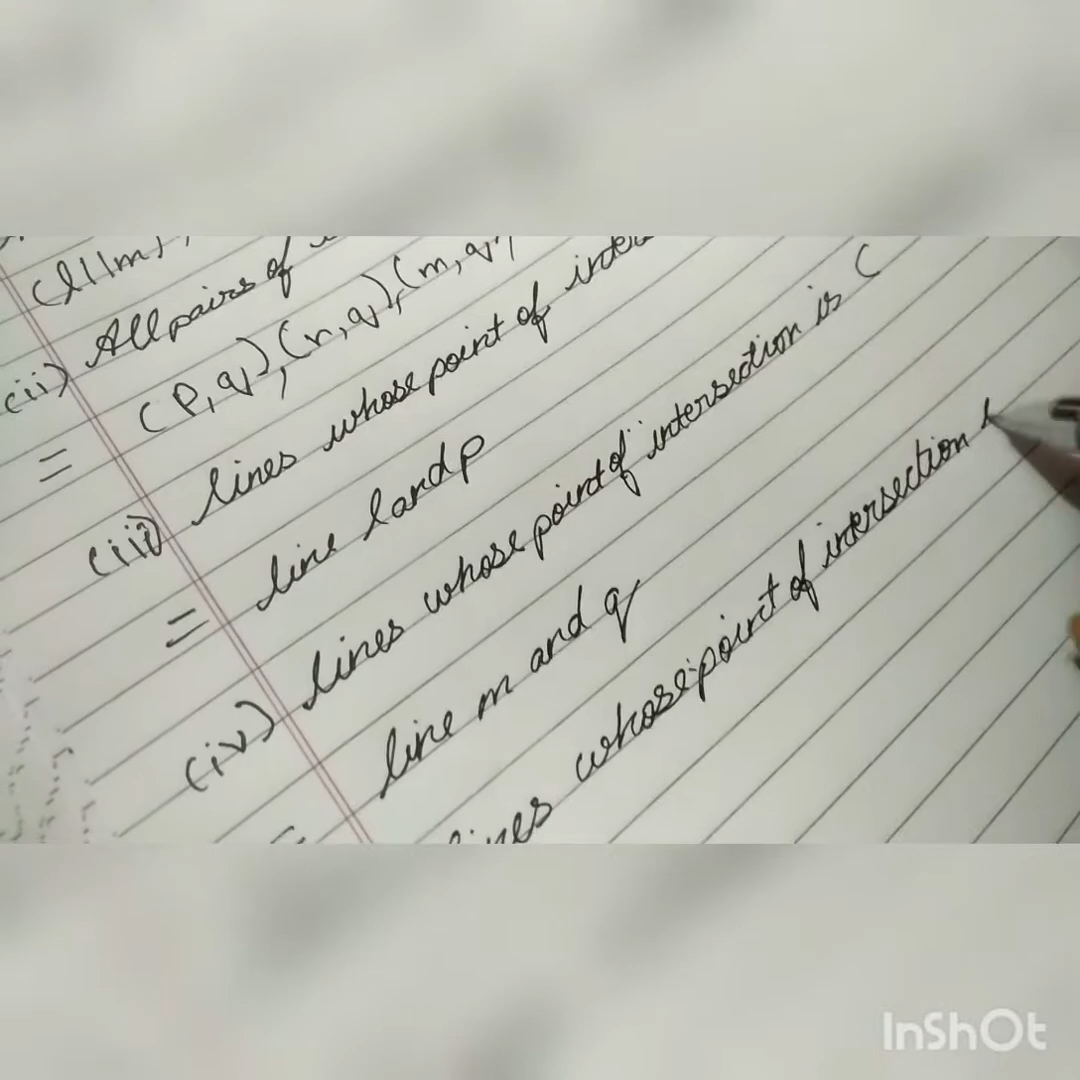 (l||m),
(ii) All pairs of
= (P,q),(n,q),(m,q),
(iii) lines whose point of
= line l and p
(iv) lines whose point of intersection is (
line m and q
lines whose point of intersection
InShOt